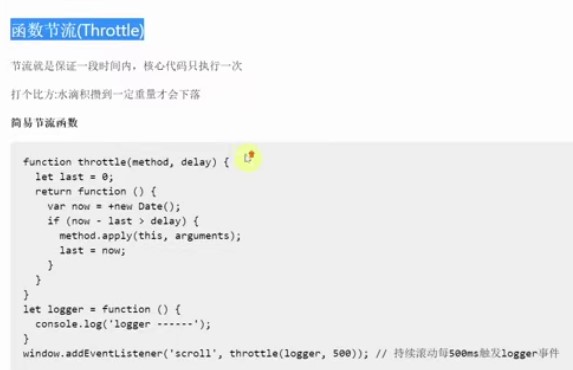 函数节流(Throttle)
节流就是保证一段时间内，核心代码只执行一次
打个比方:水滴积攒到一定重量才会下落
简易节流函数
function throttle(method, delay) {
  let last = 0;
  return function () {
    var now = +new Date();
    if (now - last > delay) {
      method.apply(this, arguments);
      last = now;
    }
  }
}
let logger = function () {
  console.log('logger ------');
}
window.addEventListener('scroll', throttle(logger, 500)); // 持续滚动每500ms触发logger事件